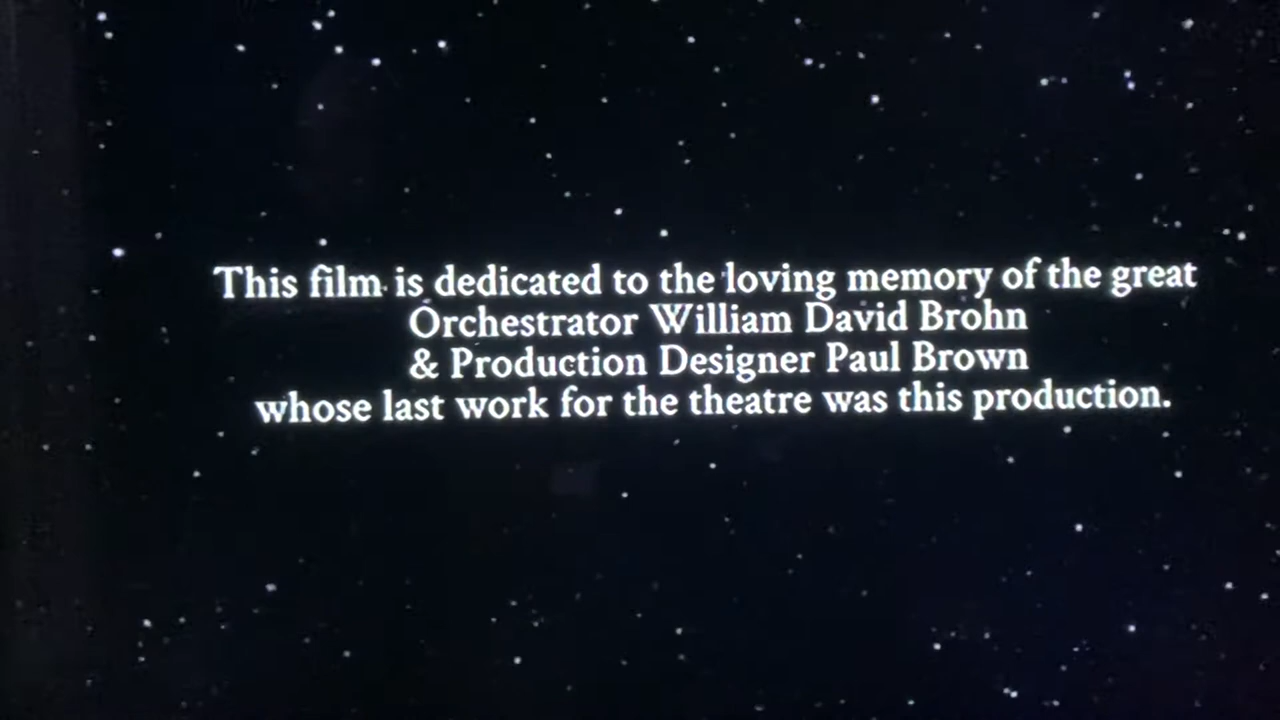 This film is dedicated to the loving memory of the great
Orchestrator William David Brohn
& Production Designer Paul Brown
whose last work for the theatre was this production.